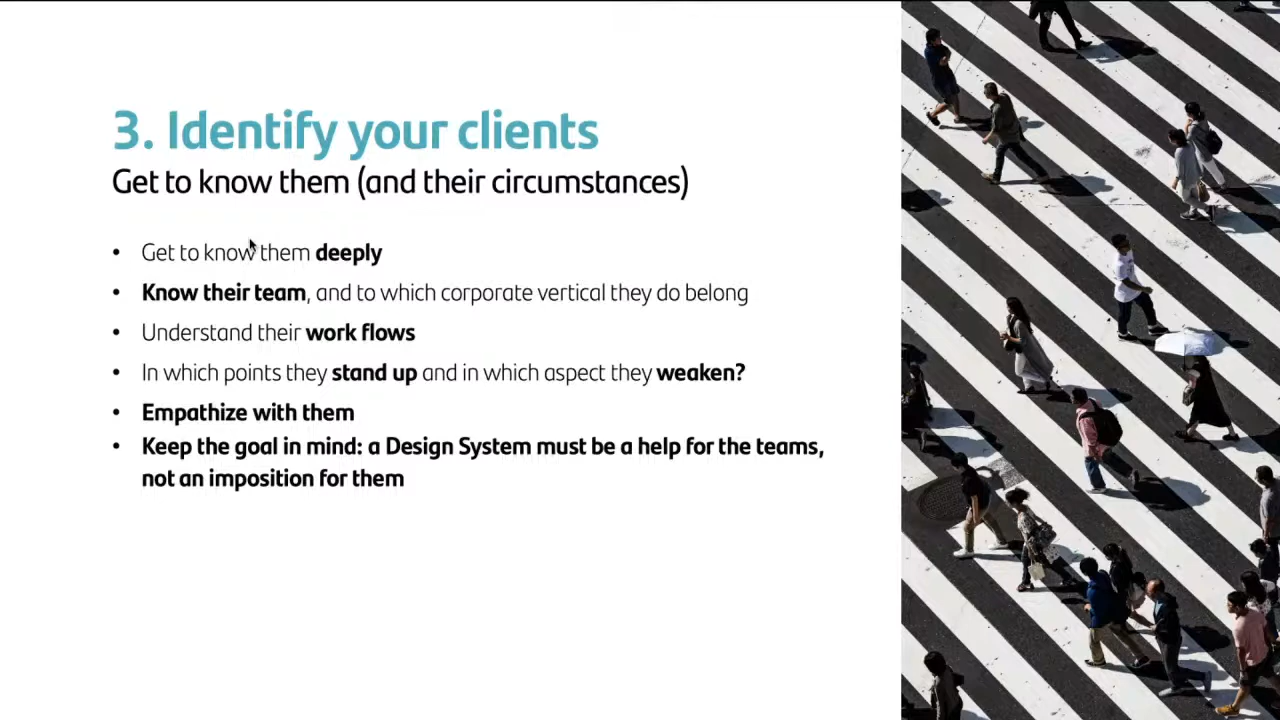 3. Identify your clients
Get to know them (and their circumstances)
• Get to know them deeply
• Know their team, and to which corporate vertical they do belong
• Understand their work flows
• In which points they stand up and in which aspect they weaken?
• Empathize with them
• Keep the goal in mind: a Design System must be a help for the teams,
not an imposition for them